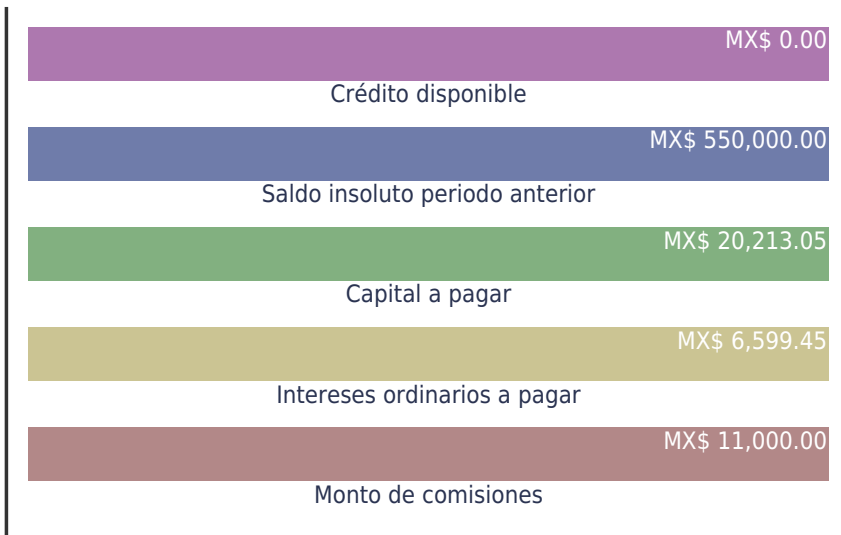 MX$ 0.00
Crédito disponible
MX$ 550,000.00
Saldo insoluto periodo anterior
MX$ 20,213.05
Capital a pagar
MX$ 6,599.45
Intereses ordinarios a pagar
MX$ 11,000.00
Monto de comisiones